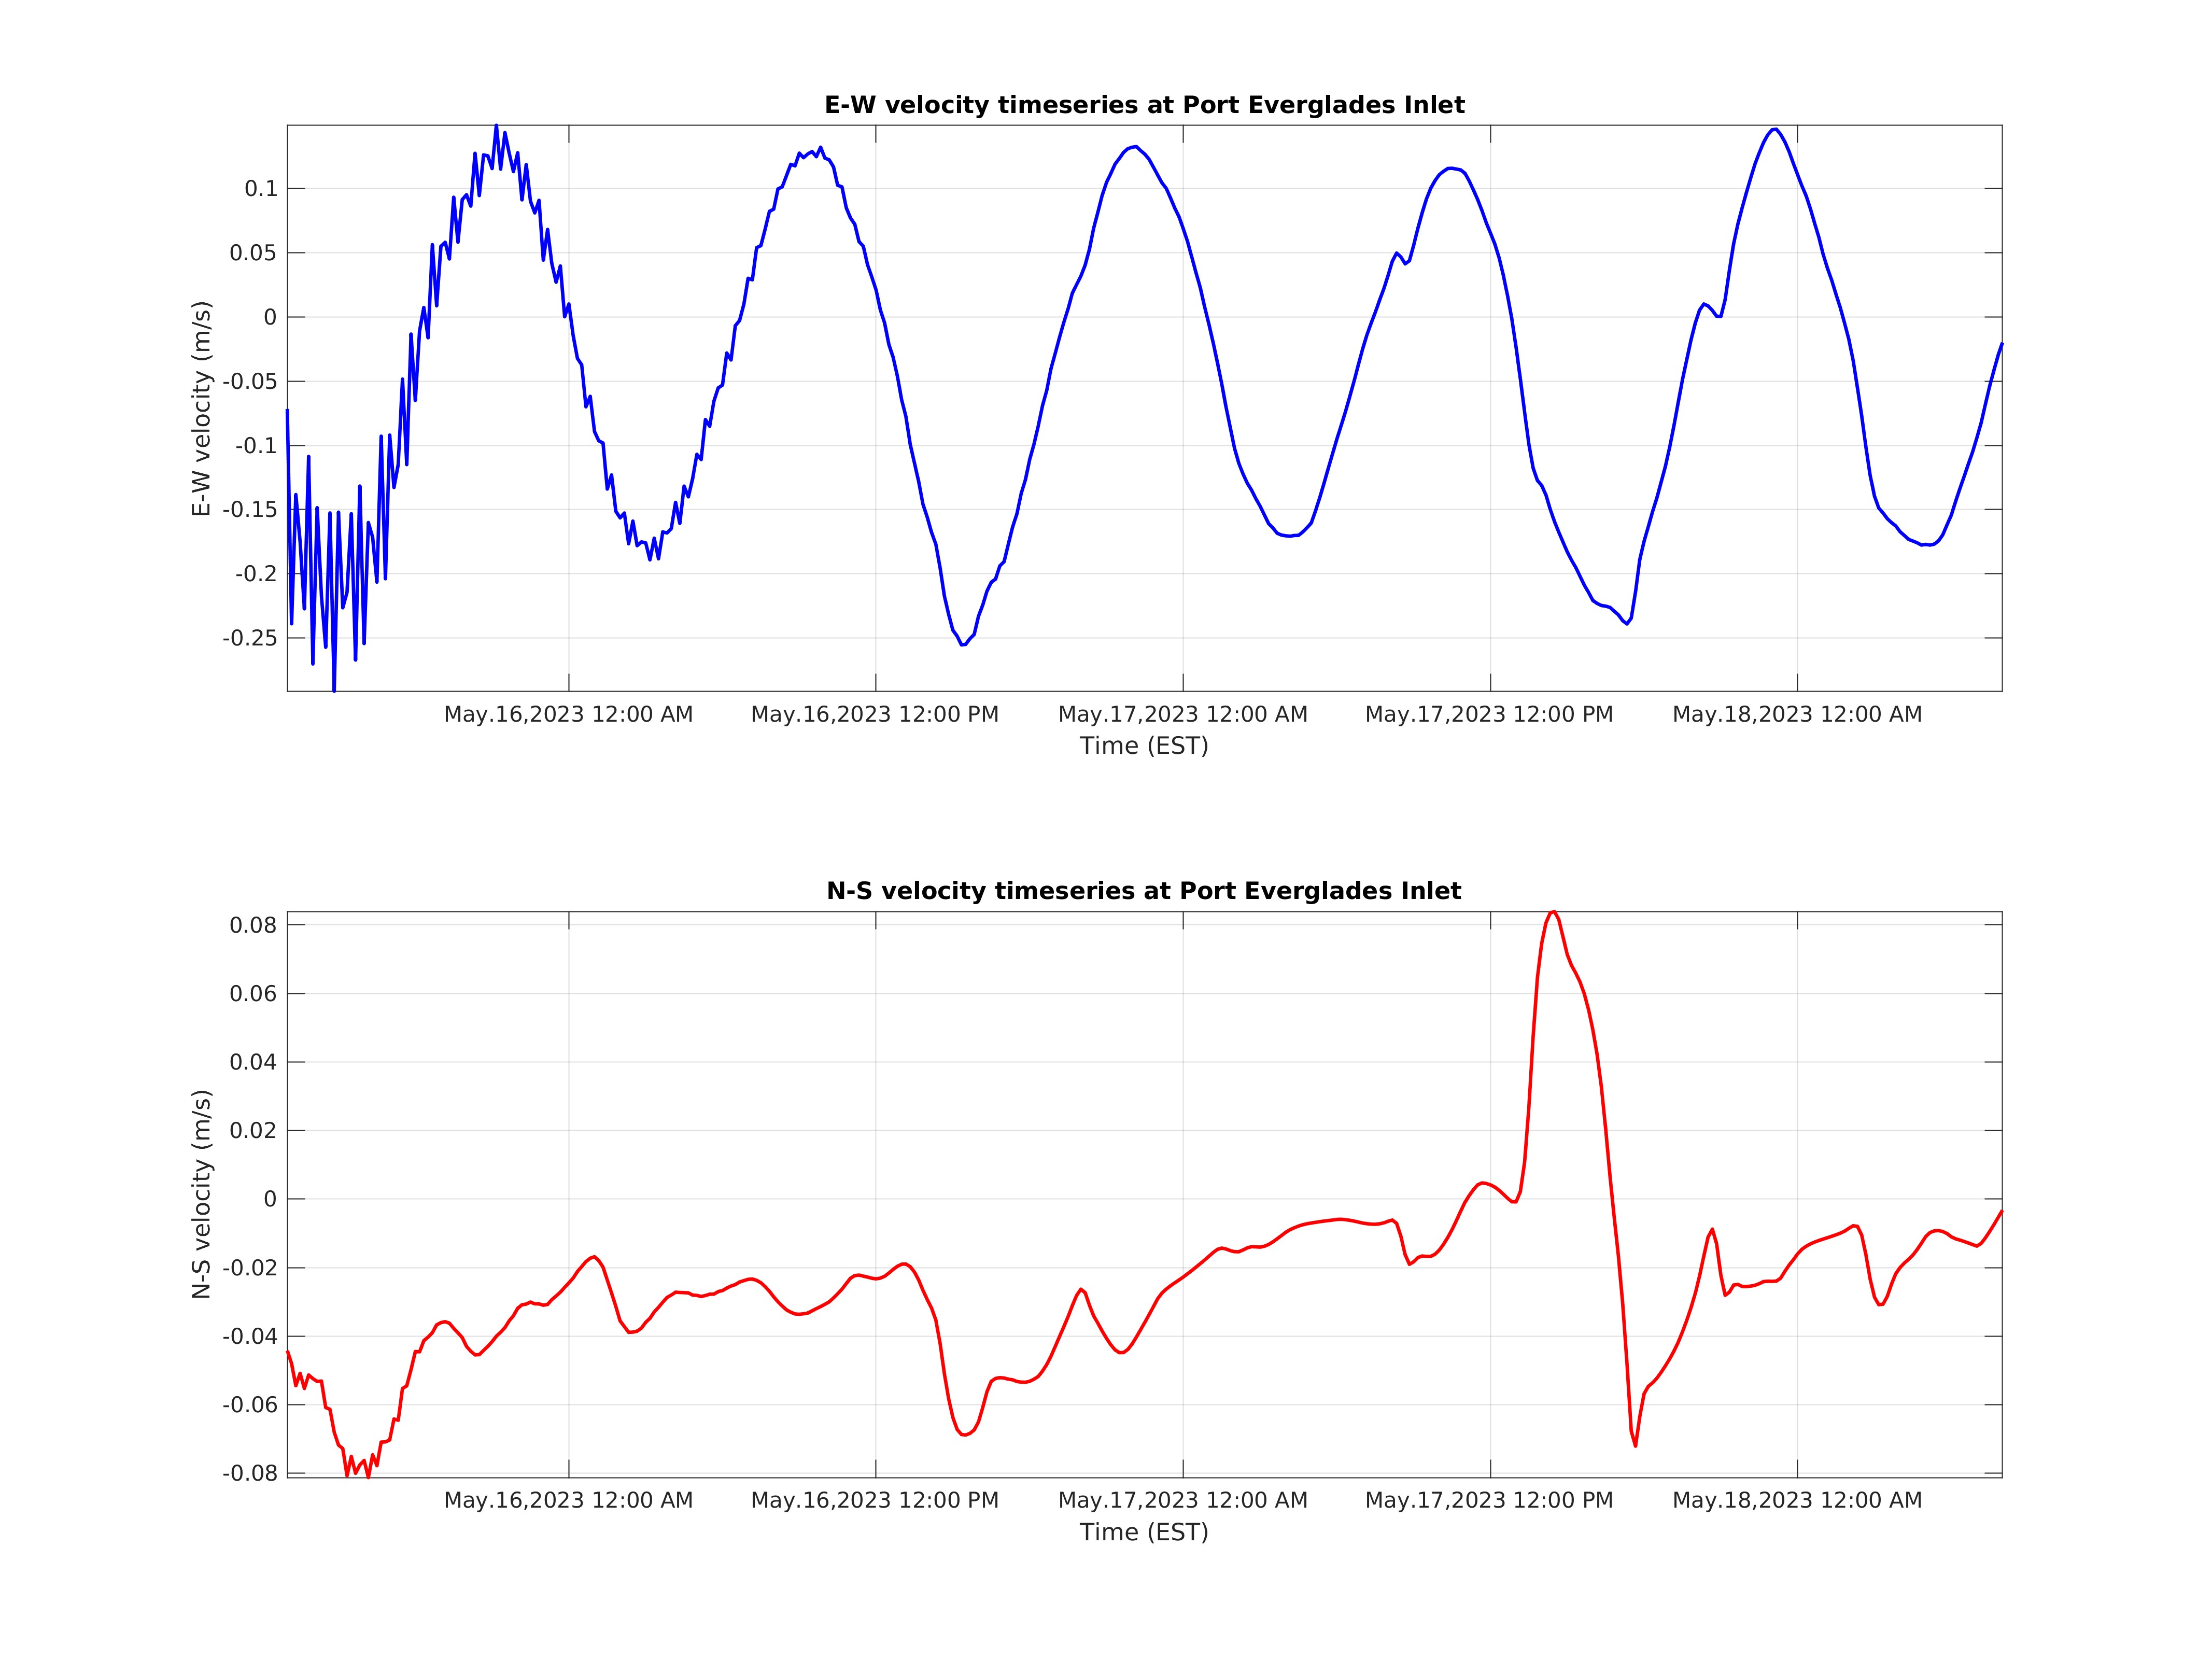 E-W velocity timeseries at Port Everglades Inlet
E-W velocity (m/s)
0.1
0.05
0
-0.05
-0.1
-0.15
-0.2
-0.25
May.16,2023 12:00 AM
May.16,2023 12:00 PM
May.17,2023 12:00 AM
May.17,2023 12:00 PM
May.18,2023 12:00 AM
Time (EST)
N-S velocity timeseries at Port Everglades Inlet
N-S velocity (m/s)
0.08
0.06
0.04
0.02
0
-0.02
-0.04
-0.06
-0.08
May.16,2023 12:00 AM
May.16,2023 12:00 PM
May.17,2023 12:00 AM
May.17,2023 12:00 PM
May.18,2023 12:00 AM
Time (EST)